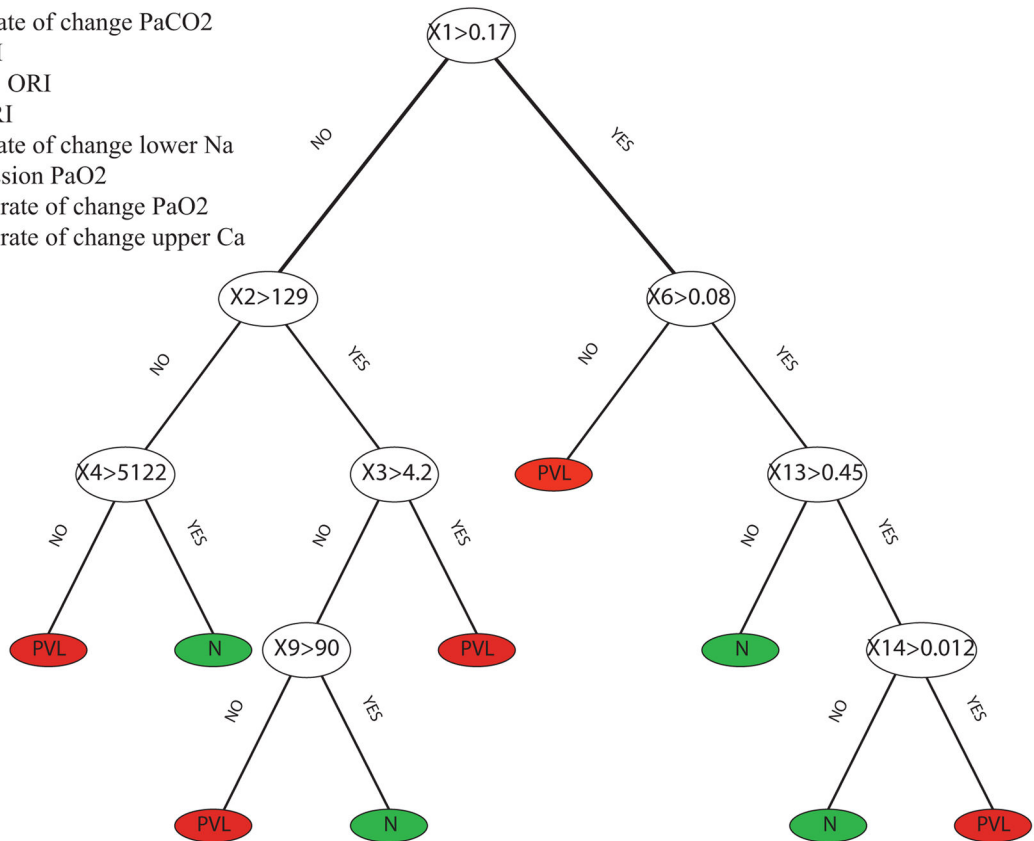 ate of change PaCO2
I
ORI
RI
ate of change lower Na
sion PaO2
rate of change PaO2
rate of change upper Ca
X1>0.17
NO
YES
X2>129
X6>0.08
NO
YES
NO
YES
X4>5122
X3>4.2
PVL
X13>0.45
NO
YES
NO
YES
NO
YES
PVL
N
X9>90
PVL
N
X14>0.012
NO
YES
NO
YES
PVL
N
N
PVL